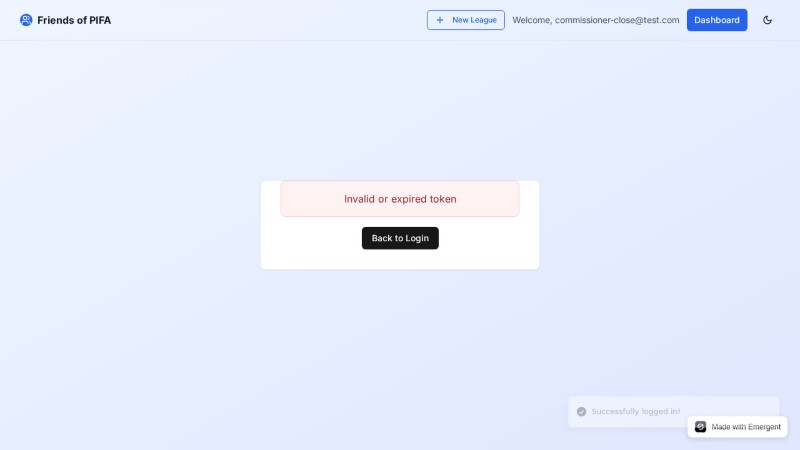 Friends of PIFA
New League
Welcome, commissioner-close@test.com
Dashboard
Invalid or expired token
Back to Login
Successfully logged in!
Made with Emergent